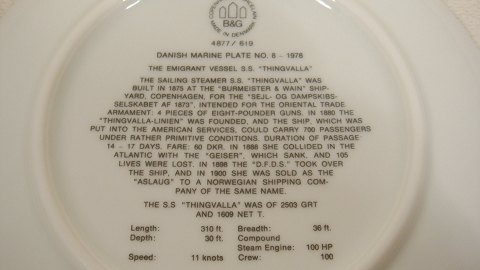 COPENHAGEN PORCELAIN
B&G
MADE IN DENMARK
4877/619
DANISH MARINE PLATE NO. 8 - 1978
THE EMIGRANT VESSEL S.S. "THINGVALLA"
THE SAILING STEAMER S.S. "THINGVALLA" WAS
BUILT IN 1875 AT THE "BURMEISTER & WAIN" SHIP-
YARD, COPENHAGEN, FOR THE "SEJL- OG DAMPSKIBS-
SELSKABET AF 1873", INTENDED FOR THE ORIENTAL TRADE.
ARMAMENT: 4 PIECES OF EIGHT-POUNDER GUNS. IN 1880 THE
"THINGVALLA-LINIEN" WAS FOUNDED, AND THE SHIP, WHICH WAS
PUT INTO THE AMERICAN SERVICES, COULD CARRY 700 PASSENGERS
UNDER RATHER PRIMITIVE CONDITIONS. DURATION OF PASSAGE
14 - 17 DAYS. FARE: 60 DKR. IN 1888 SHE COLLIDED IN THE
ATLANTIC WITH THE "GEISER", WHICH SANK, AND 105
LIVES WERE LOST. IN 1898 THE "D.F.D.S." TOOK OVER
THE SHIP, AND IN 1900 SHE WAS SOLD AS THE
"ASLAUG" TO A NORWEGIAN SHIPPING COM-
PANY OF THE SAME NAME.
THE S.S "THINGVALLA" WAS OF 2503 GRT
AND 1609 NET T.
Length: 310 ft. Breadth: 36 ft.
Depth: 30 ft. Compound
Steam Engine: 100 HP
Speed: 11 knots Crew: 100